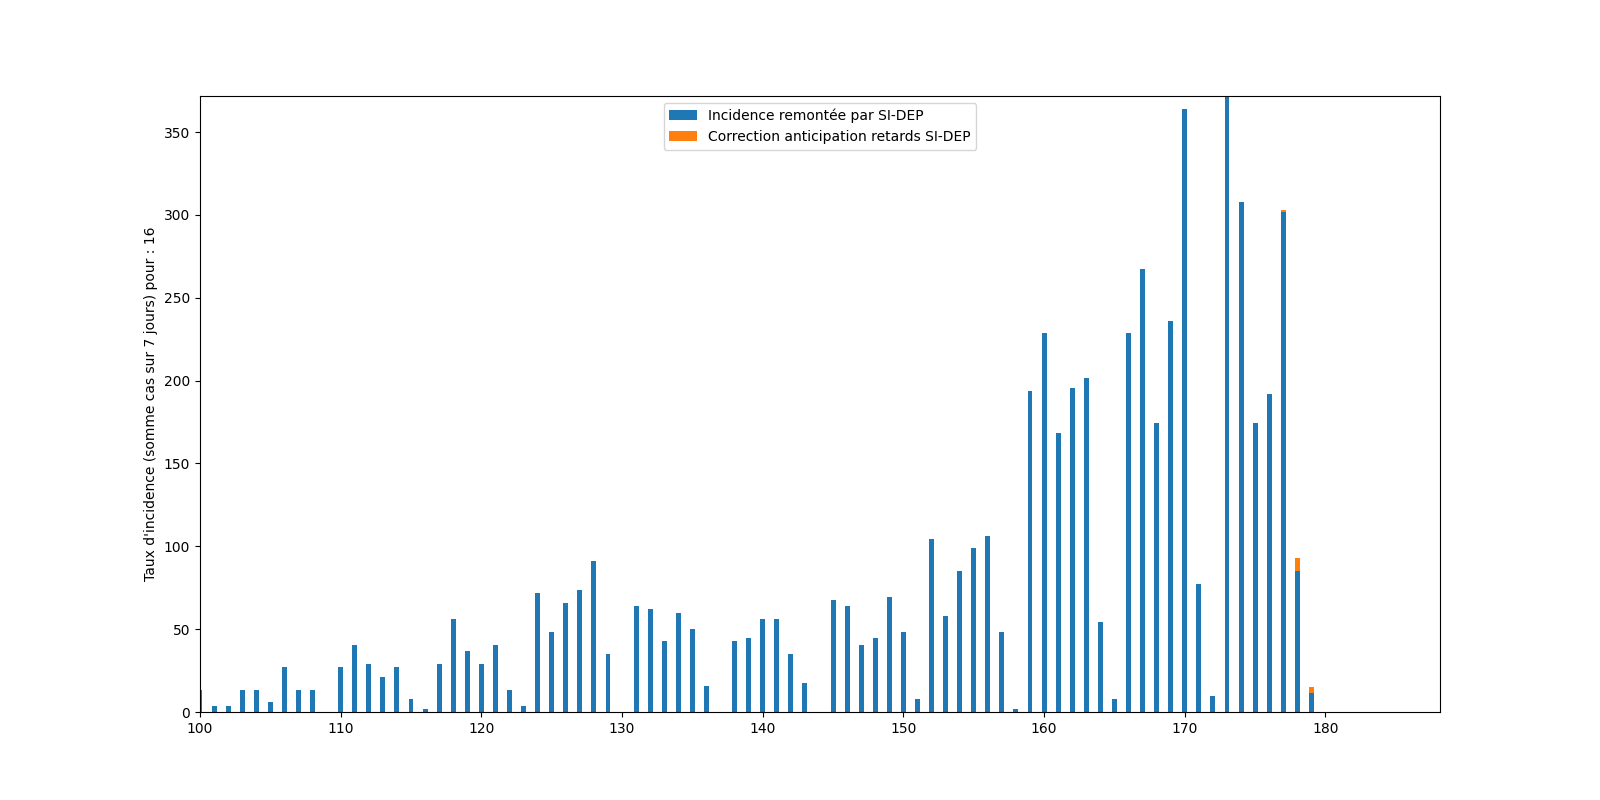 Incidence remontée par SI-DEP
Correction anticipation retards SI-DEP
Taux d'incidence (somme cas sur 7 jours) pour : 16
350
300
250
200
150
100
50
0
100 110 120 130 140 150 160 170 180